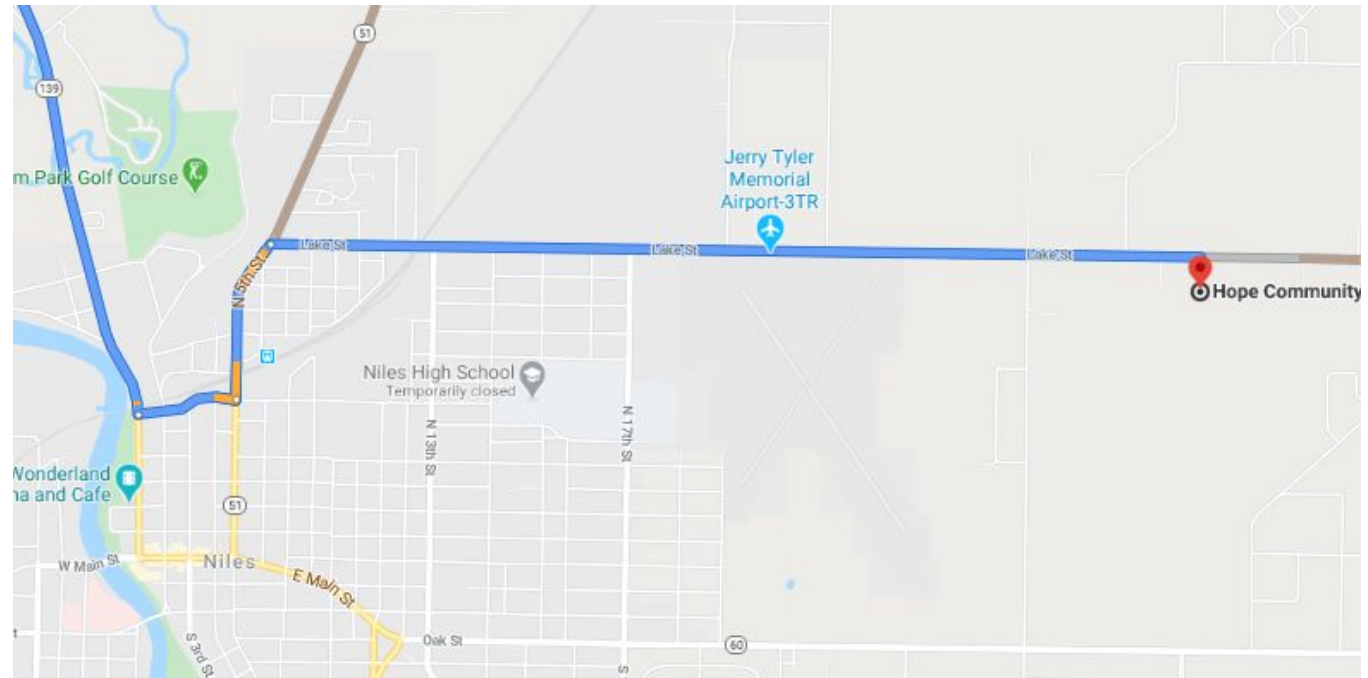 51
139
m Park Golf Course
Jerry Tyler
Memorial
Airport-3TR
Lake St
Lake St
Lake St
N 5th St
Hope Community
Niles High School
Temporarily closed
N 13th St
N 17th St
Wonderland
na and Cafe
51
W Main St
Niles
E Main St
S 3rd St
Oak St
60
S
t